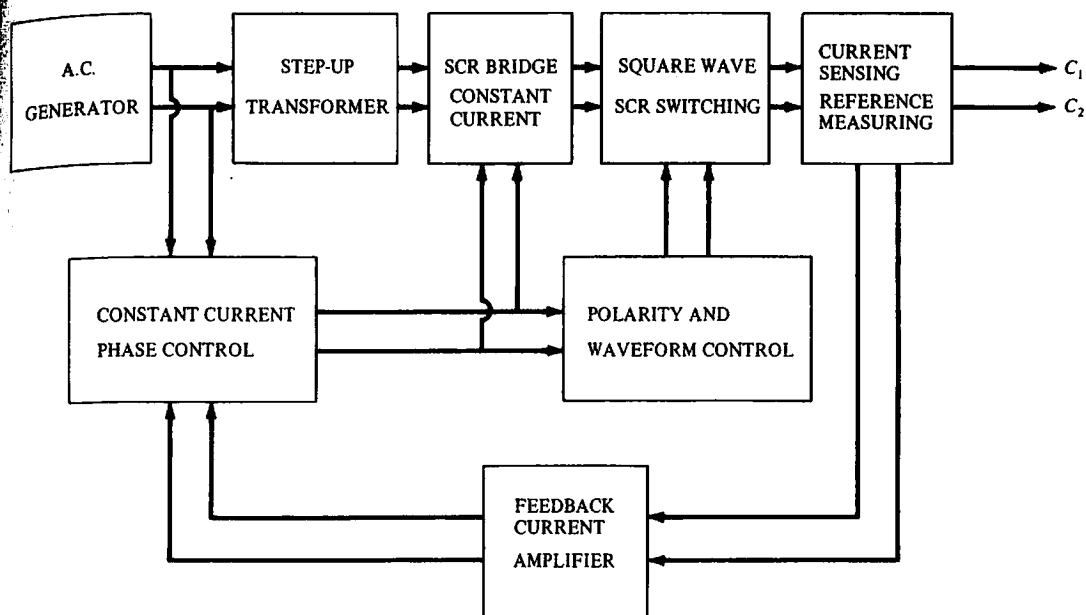 A.C.
GENERATOR
STEP-UP
TRANSFORMER
SCR BRIDGE
CONSTANT
CURRENT
SQUARE WAVE
SCR SWITCHING
CURRENT
SENSING
REFERENCE
MEASURING
C₁
C₂
CONSTANT CURRENT
PHASE CONTROL
POLARITY AND
WAVEFORM CONTROL
FEEDBACK
CURRENT
AMPLIFIER